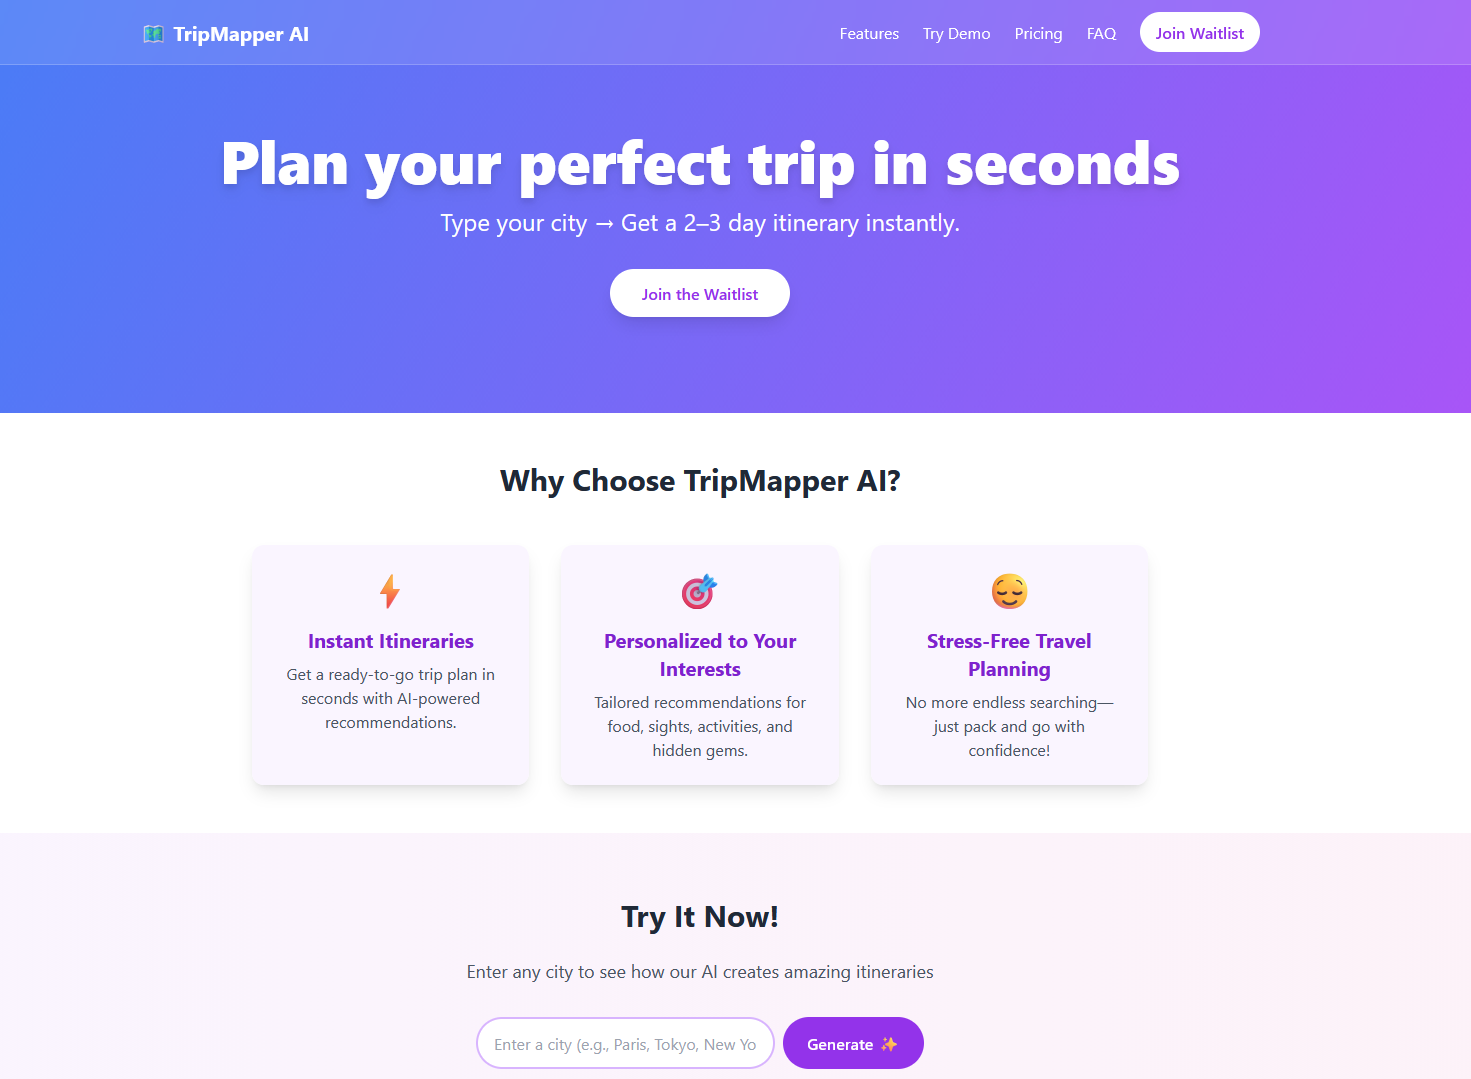 TripMapper AI
Features
Try Demo
Pricing
FAQ
Join Waitlist
Plan your perfect trip in seconds
Type your city → Get a 2–3 day itinerary instantly.
Join the Waitlist
Why Choose TripMapper AI?
Instant Itineraries
Get a ready-to-go trip plan in
seconds with AI-powered
recommendations.
Personalized to Your
Interests
Tailored recommendations for
food, sights, activities, and
hidden gems.
Stress-Free Travel
Planning
No more endless searching—
just pack and go with
confidence!
Try It Now!
Enter any city to see how our AI creates amazing itineraries
Enter a city (e.g., Paris, Tokyo, New Yo
Generate ✨